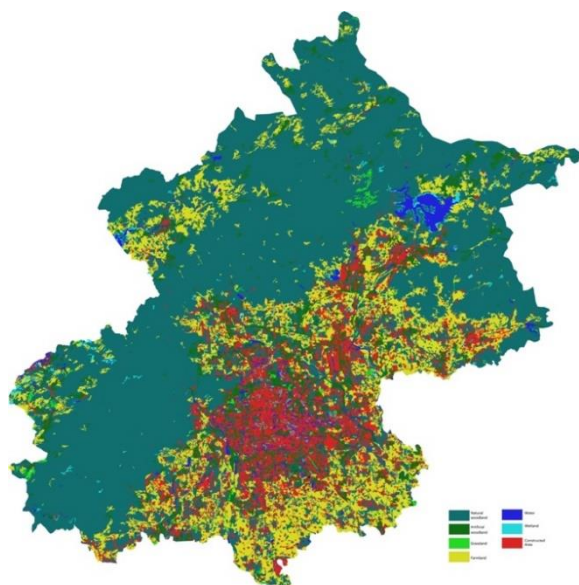 Natural
woodland
Artificial
woodland
Grassland
Farmland
Water
Wetland
Constructed
Area